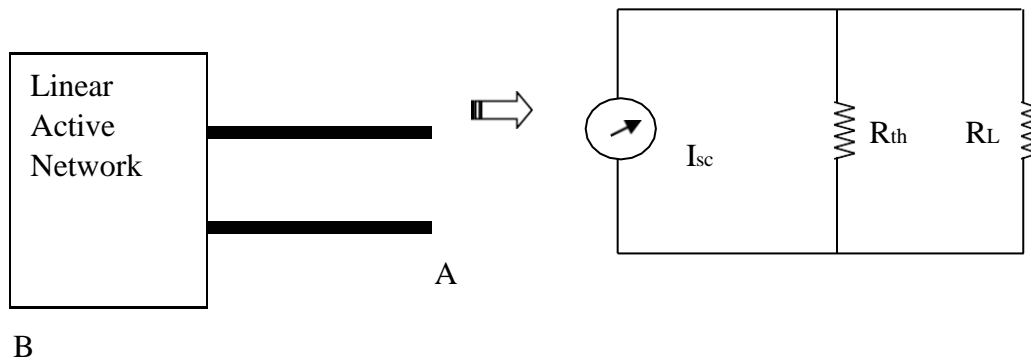 Linear
Active
Network
A
B
Isc
Rth
RL